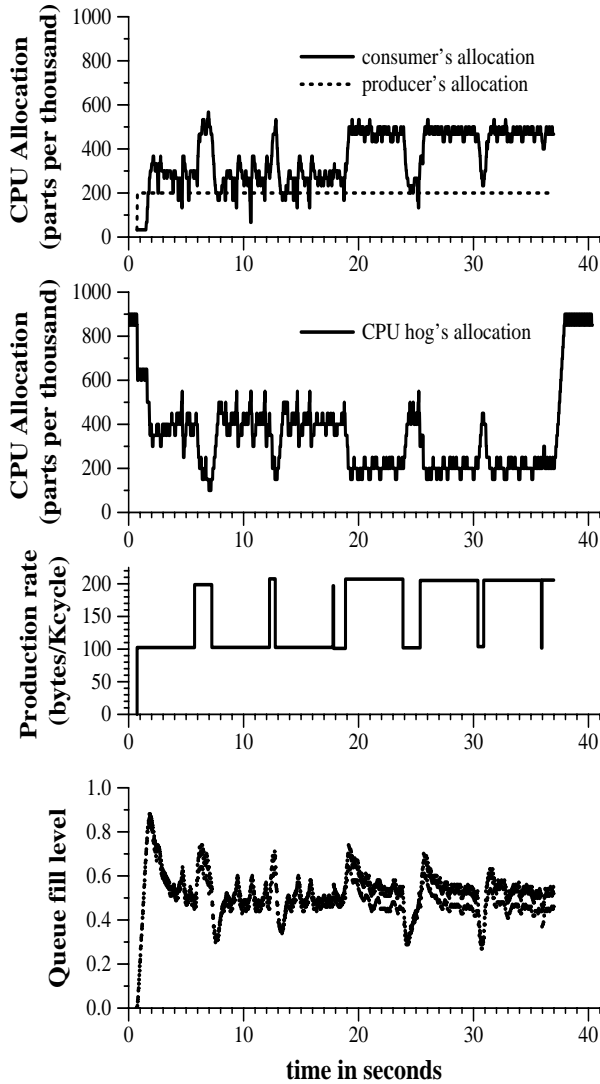 CPU Allocation
(parts per thousand)
1000
800
600
400
200
0
consumer's allocation
producer's allocation
0 10 20 30 40
CPU Allocation
(parts per thousand)
1000
800
600
400
200
0
CPU hog's allocation
0 10 20 30 40
Production rate
(bytes/Kcycle)
200
150
100
50
0
0 10 20 30 40
Queue fill level
1.0
0.8
0.6
0.4
0.2
0.0
0 10 20 30 40
time in seconds